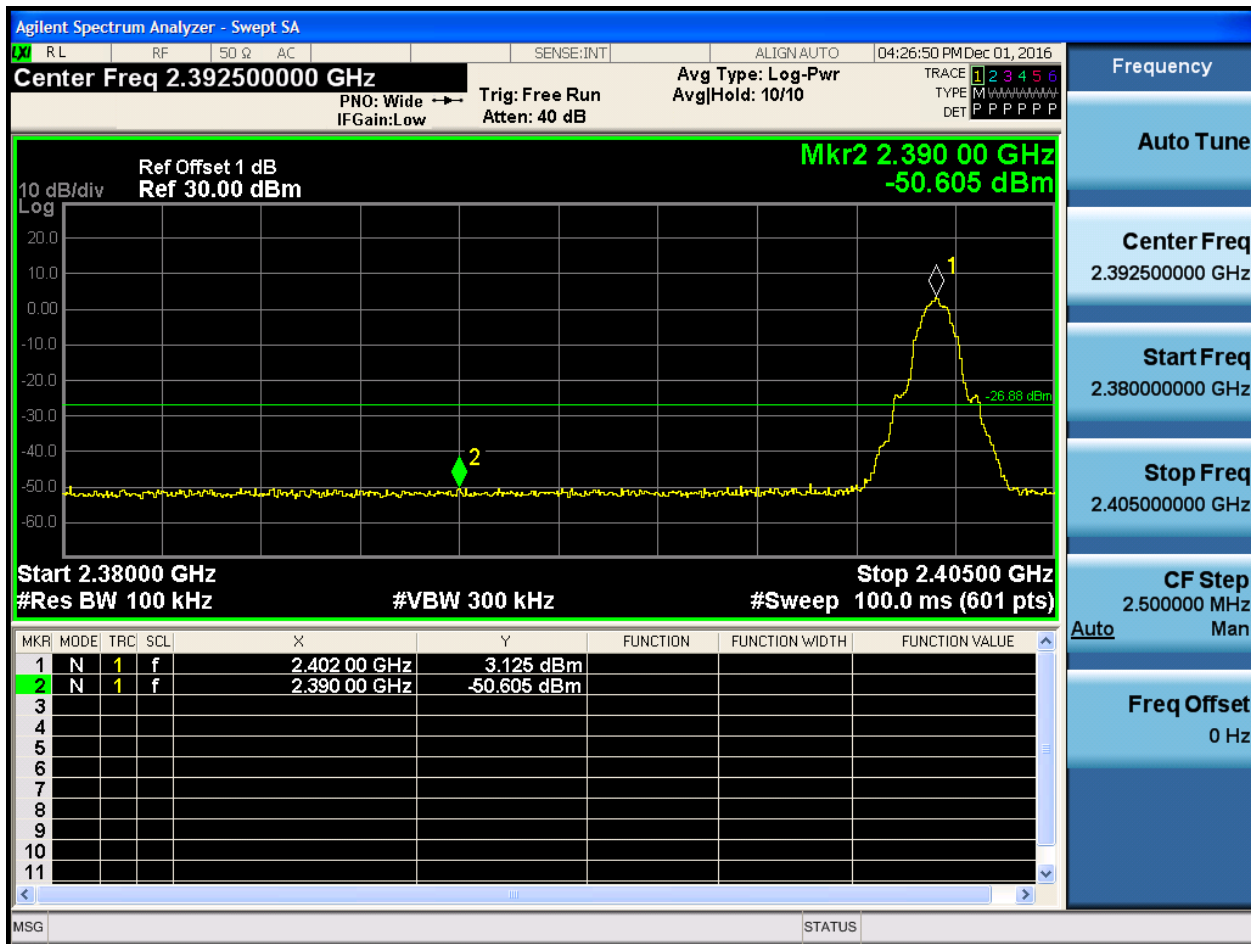 Agilent Spectrum Analyzer - Swept SA
LXI RL RF 50 Ω AC SENSE:INT ALIGN AUTO 04:26:50 PM Dec 01, 2016
Center Freq 2.392500000 GHz
PNO: Wide
IFGain:Low
Trig: Free Run
Atten: 40 dB
Avg Type: Log-Pwr
Avg|Hold: 10/10
TRACE 1 2 3 4 5 6
TYPE M
DET P P P P P P
Frequency
Auto Tune
Center Freq
2.392500000 GHz
Start Freq
2.380000000 GHz
Stop Freq
2.405000000 GHz
CF Step
2.500000 MHz
Auto Man
Freq Offset
0 Hz
Mkr2 2.390 00 GHz
-50.605 dBm
Ref Offset 1 dB
10 dB/div Ref 30.00 dBm
Log
20.0
10.0
0.00
-10.0
-20.0
-30.0
-40.0
-50.0
-60.0
1
2
-26.88 dBm
Start 2.38000 GHz Stop 2.40500 GHz
#Res BW 100 kHz #VBW 300 kHz #Sweep 100.0 ms (601 pts)
MKR MODE TRC SCL X Y FUNCTION FUNCTION WIDTH FUNCTION VALUE
1 N 1 f 2.402 00 GHz 3.125 dBm
2 N 1 f 2.390 00 GHz -50.605 dBm
3
4
5
6
7
8
9
10
11
MSG STATUS